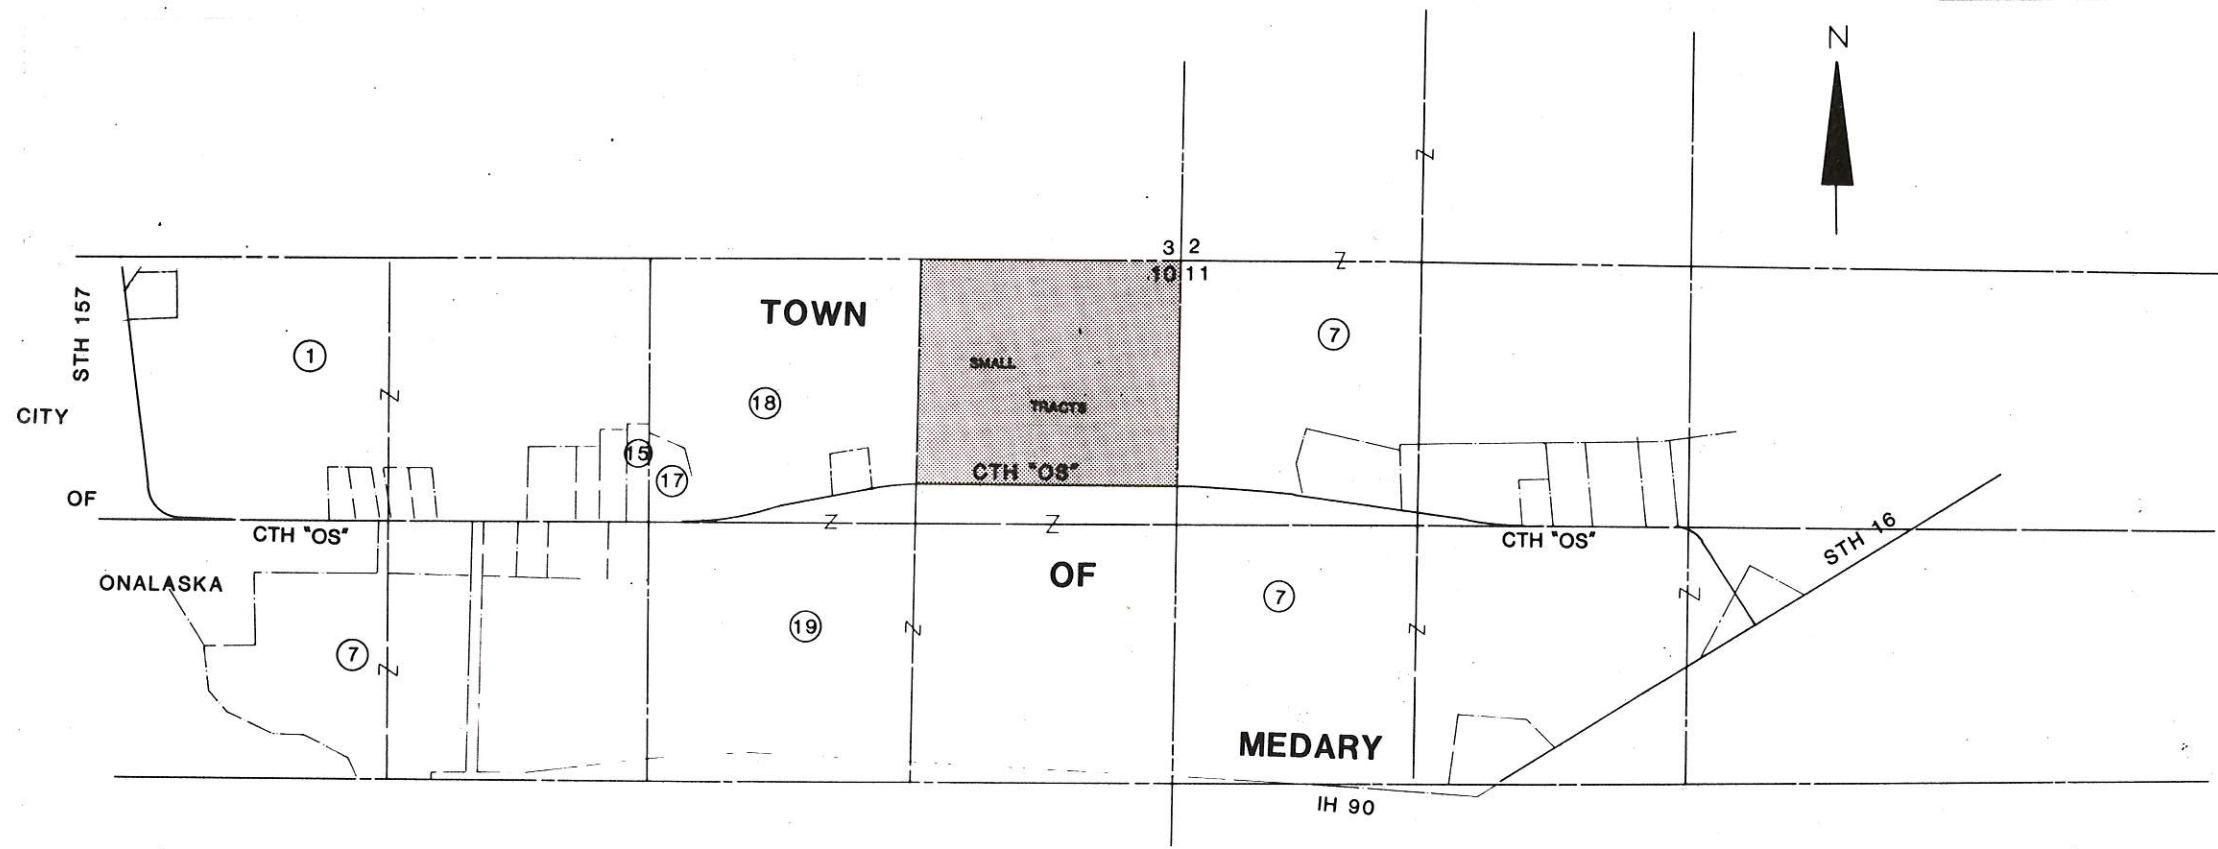 N
3 2
10 11
STH 157
TOWN
SMALL
TRACTS
1
7
18
CITY
15
17
CTH "OS"
OF
CTH "OS"
CTH "OS"
STH 16
ONALASKA
OF
7
19
7
MEDARY
IH 90